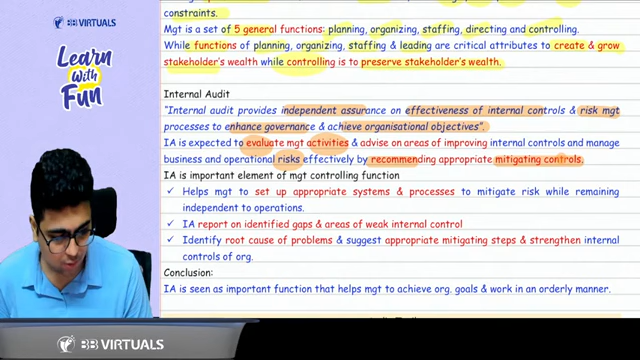 BB VIRTUALS
Learn
With
Fun
constraints.
Mgt is a set of 5 general functions: planning, organizing, staffing, directing and controlling.
While functions of planning, organizing, staffing & leading are critical attributes to create & grow
stakeholder's wealth while controlling is to preserve stakeholder's wealth.
Internal Audit
"Internal audit provides independent assurance on effectiveness of internal controls & risk mgt
processes to enhance governance & achieve organisational objectives".
IA is expected to evaluate mgt activities & advise on areas of improving internal controls and manage
business and operational risks effectively by recommending appropriate mitigating controls.
IA is important element of mgt controlling function
✓ Helps mgt to set up appropriate systems & processes to mitigate risk while remaining
independent to operations.
✓ IA report on identified gaps & areas of weak internal control
✓ Identify root cause of problems & suggest appropriate mitigating steps & strengthen internal
controls of org.
Conclusion:
IA is seen as important function that helps mgt to achieve org. goals & work in an orderly manner.
BB VIRTUALS